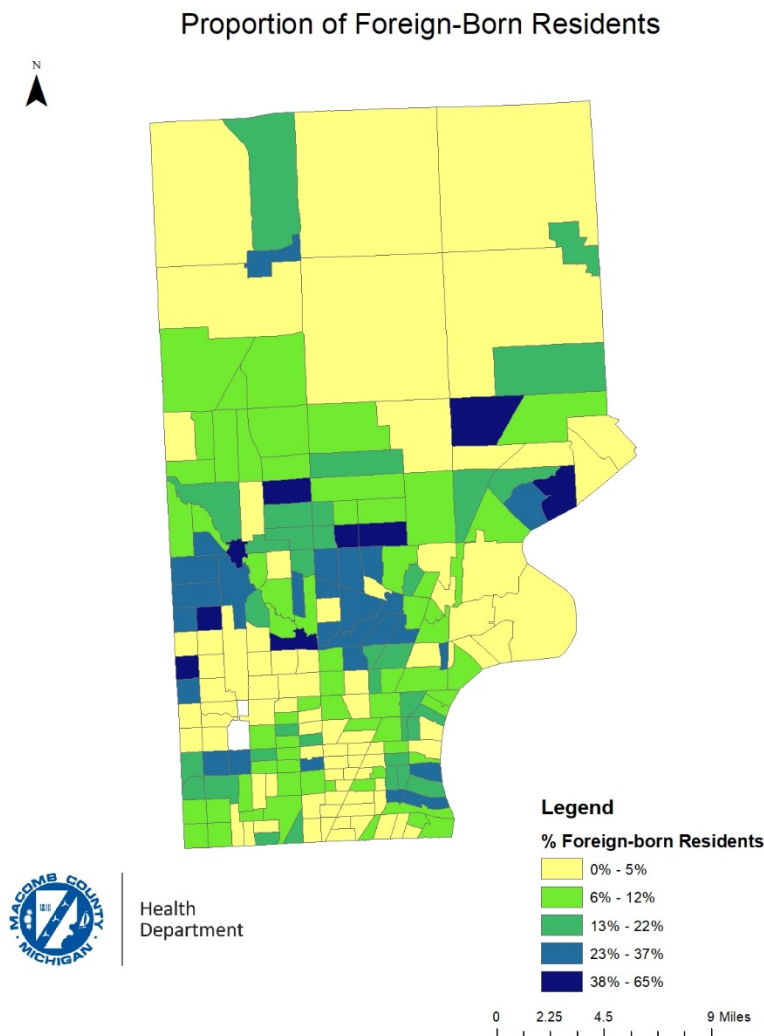 Proportion of Foreign-Born Residents
N
Legend
% Foreign-born Residents
0% - 5%
6% - 12%
13% - 22%
23% - 37%
38% - 65%
MACOMB COUNTY
MICHIGAN
Health
Department
0 2.25 4.5 9 Miles